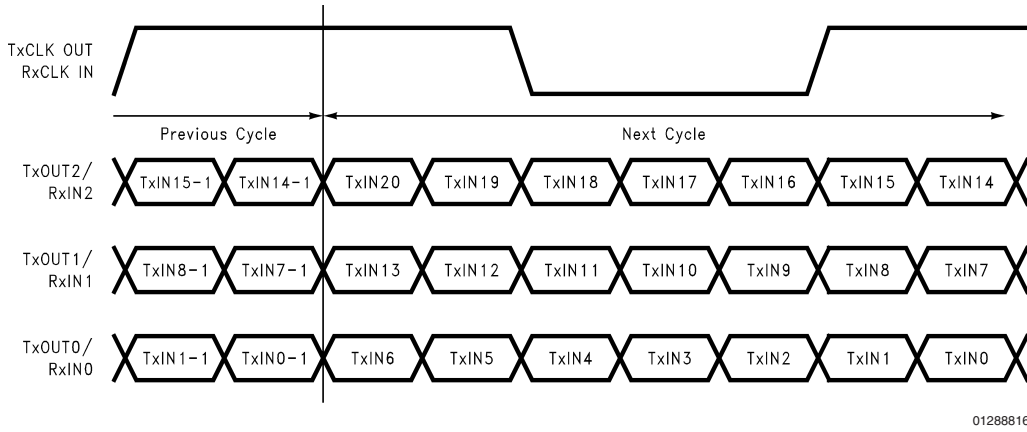 TxCLK OUT
RxCLK IN
Previous Cycle
Next Cycle
TxOUT2/
RxIN2
TxIN15-1 TxIN14-1 TxIN20 TxIN19 TxIN18 TxIN17 TxIN16 TxIN15 TxIN14
TxOUT1/
RxIN1
TxIN8-1 TxIN7-1 TxIN13 TxIN12 TxIN11 TxIN10 TxIN9 TxIN8 TxIN7
TxOUT0/
RxIN0
TxIN1-1 TxIN0-1 TxIN6 TxIN5 TxIN4 TxIN3 TxIN2 TxIN1 TxIN0
01288816